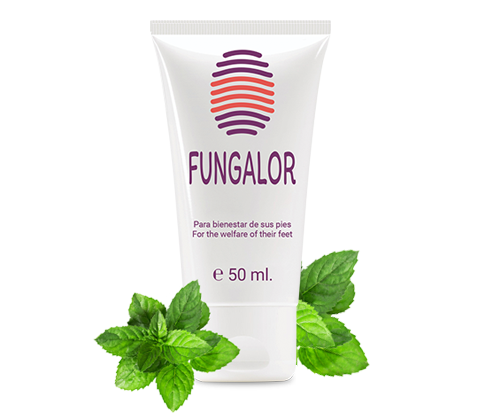 FUNGALOR
Para bienestar de sus pies
For the welfare of their feet
℮ 50 ml.